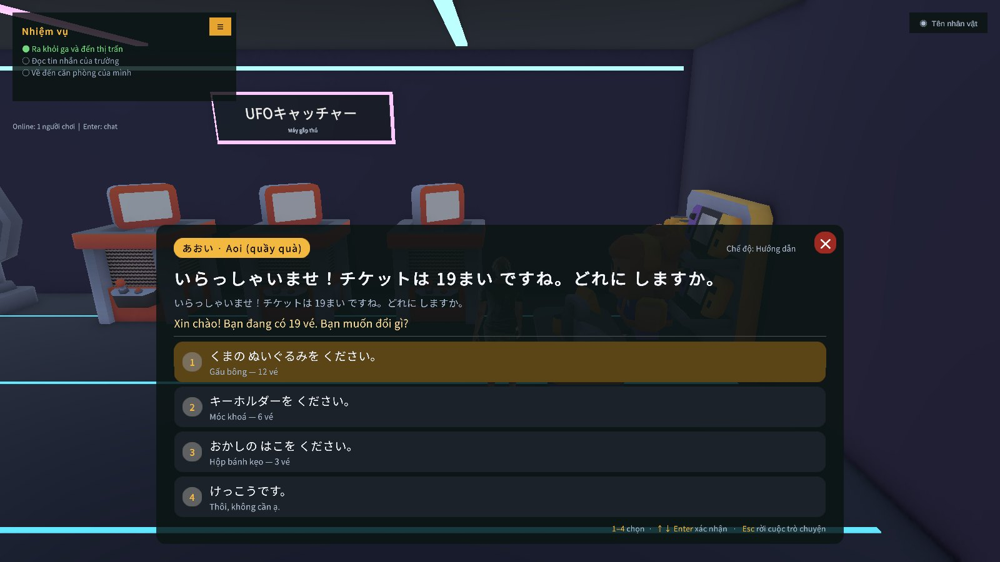 Nhiệm vụ
☰
Ra khỏi ga và đến thị trấn
Đọc tin nhắn của trường
Về đến căn phòng của mình
Tên nhân vật
Online: 1 người chơi | Enter: chat
UFOキャッチャー
Máy gắp thú
あおい · Aoi (quầy quà)
Chế độ: Hướng dẫn
いらっしゃいませ！チケットは 19まい ですね。どれに しますか。
いらっしゃいませ！チケットは 19まい ですね。どれに しますか。
Xin chào! Bạn đang có 19 vé. Bạn muốn đổi gì?
1 くまの ぬいぐるみを ください。
Gấu bông — 12 vé
2 キーホルダーを ください。
Móc khoá — 6 vé
3 おかしの はこを ください。
Hộp bánh kẹo — 3 vé
4 けっこうです。
Thôi, không cần ạ.
1–4 chọn · ↑↓ Enter xác nhận · Esc rời cuộc trò chuyện